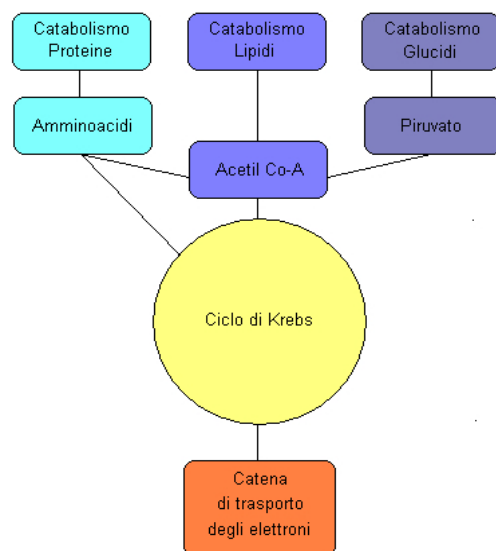 Catabolismo
Proteine
Catabolismo
Lipidi
Catabolismo
Glucidi
Amminoacidi
Piruvato
Acetil Co-A
Ciclo di Krebs
Catena
di trasporto
degli elettroni